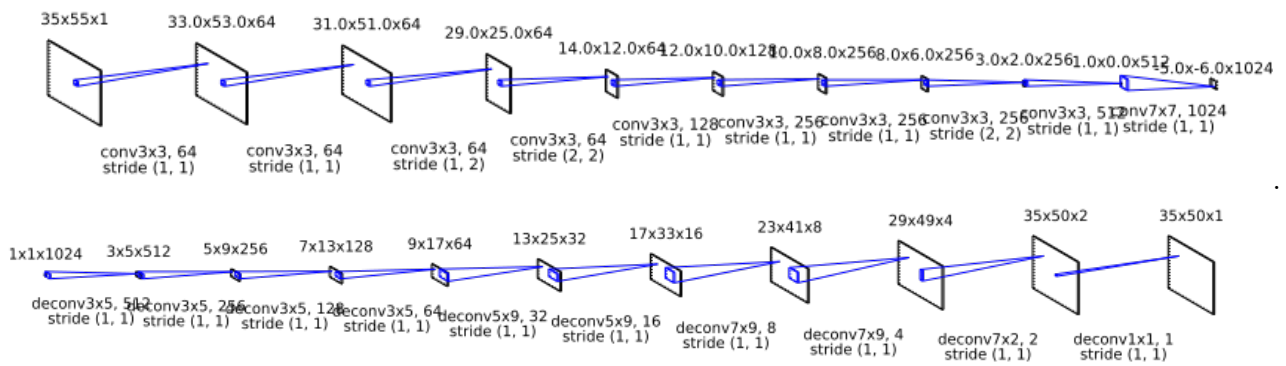 35x55x1
33.0x53.0x64
31.0x51.0x64
29.0x25.0x64
14.0x12.0x64
12.0x10.0x128
10.0x8.0x256
8.0x6.0x256
3.0x2.0x256
1.0x0.0x512
-5.0x-6.0x1024
conv3x3, 64
stride (1, 1)
conv3x3, 64
stride (1, 1)
conv3x3, 64
stride (1, 2)
conv3x3, 64
stride (2, 2)
conv3x3, 128
stride (1, 1)
conv3x3, 256
stride (1, 1)
conv3x3, 256
stride (1, 1)
conv3x3, 256
stride (2, 2)
conv3x3, 512
stride (1, 1)
conv7x7, 1024
stride (1, 1)
.
1x1x1024
3x5x512
5x9x256
7x13x128
9x17x64
13x25x32
17x33x16
23x41x8
29x49x4
35x50x2
35x50x1
deconv3x5, 512
stride (1, 1)
deconv3x5, 256
stride (1, 1)
deconv3x5, 128
stride (1, 1)
deconv3x5, 64
stride (1, 1)
deconv5x9, 32
stride (1, 1)
deconv5x9, 16
stride (1, 1)
deconv7x9, 8
stride (1, 1)
deconv7x9, 4
stride (1, 1)
deconv7x2, 2
stride (1, 1)
deconv1x1, 1
stride (1, 1)